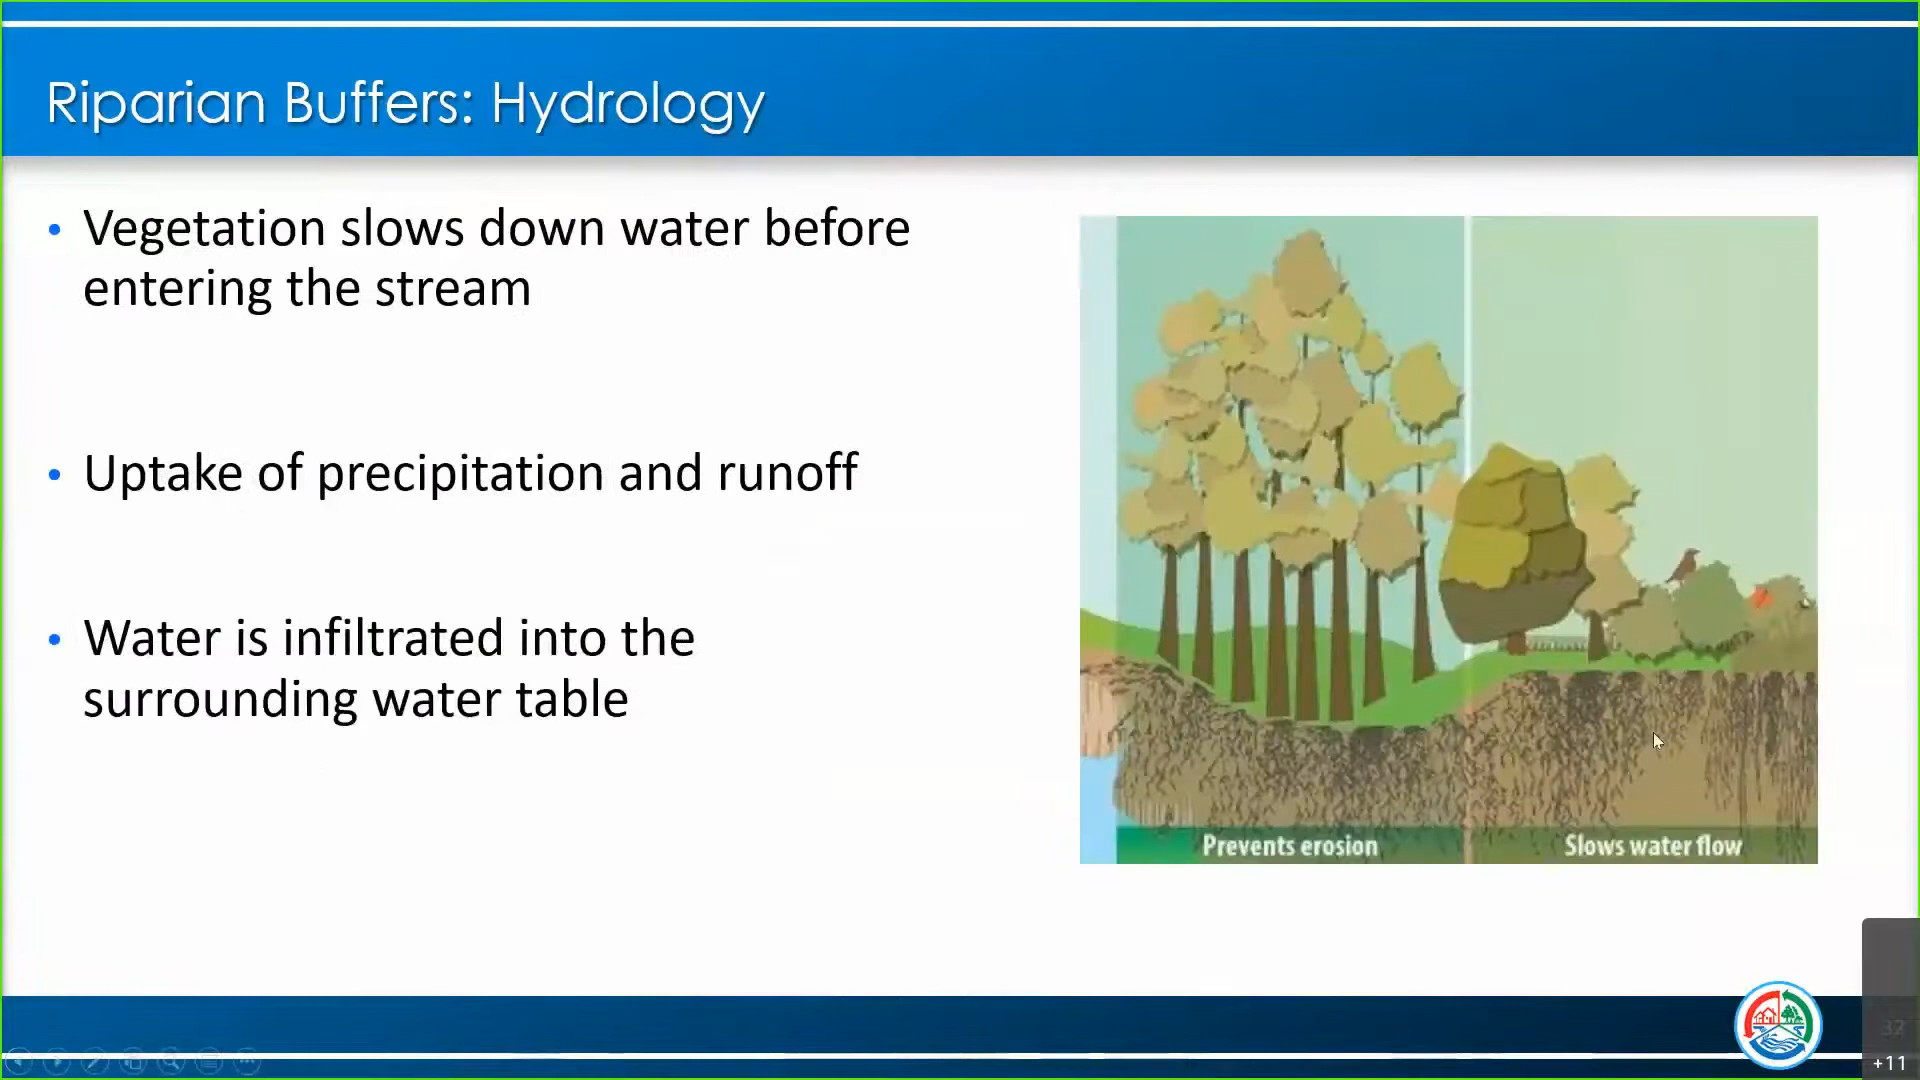 Riparian Buffers: Hydrology
• Vegetation slows down water before
entering the stream
• Uptake of precipitation and runoff
• Water is infiltrated into the
surrounding water table
Prevents erosion
Slows water flow
32
+11